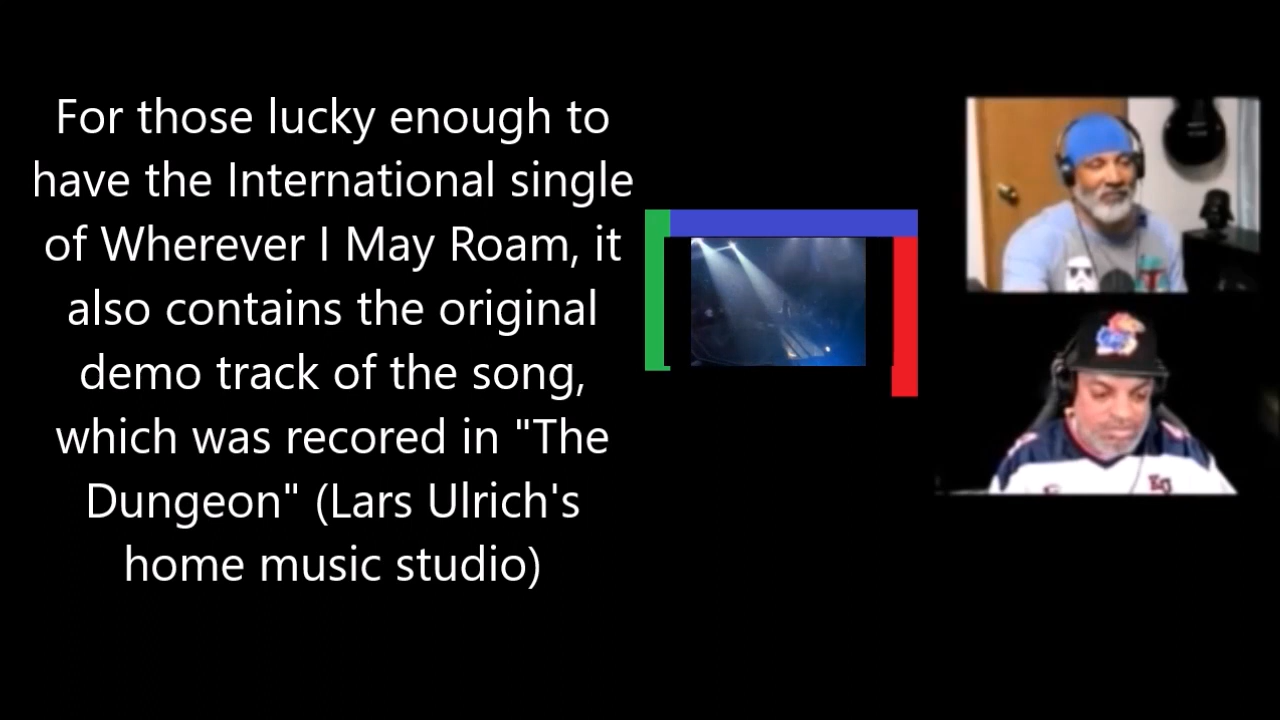 For those lucky enough to
have the International single
of Wherever I May Roam, it
also contains the original
demo track of the song,
which was recored in "The
Dungeon" (Lars Ulrich's
home music studio)